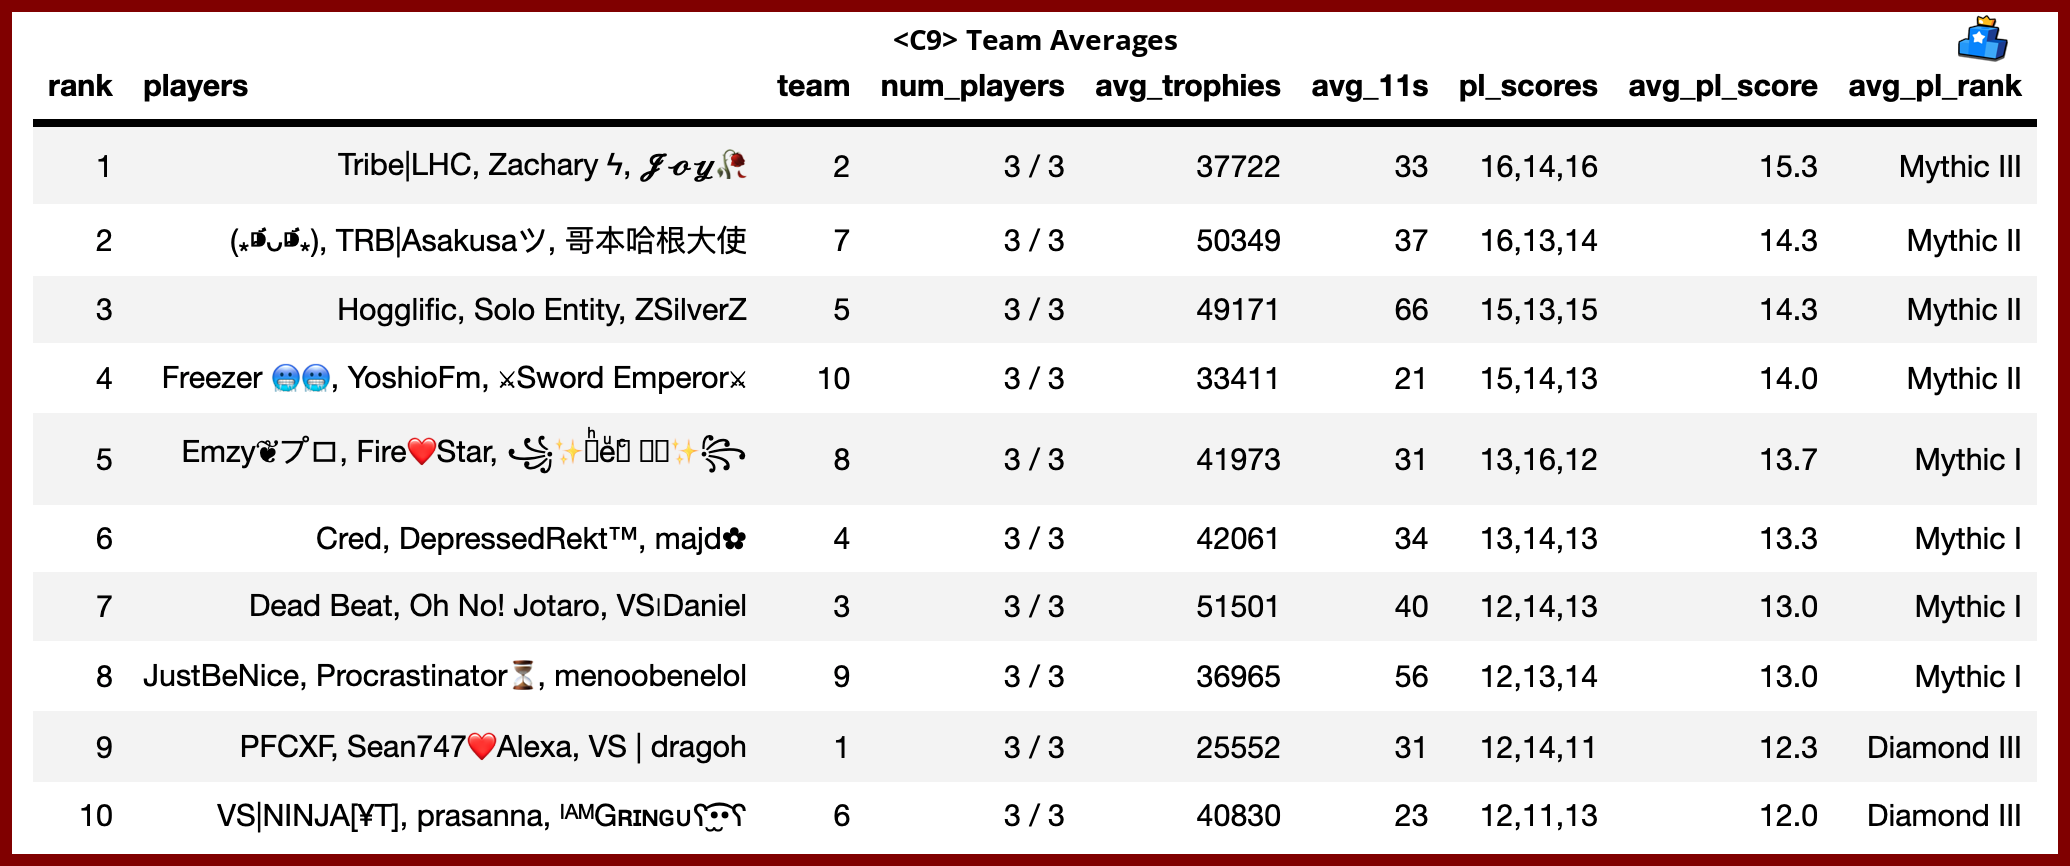 <C9> Team Averages
rank players team num_players avg_trophies avg_11s pl_scores avg_pl_score avg_pl_rank
1 Tribe|LHC, Zachary ϟ, 𝓙𝓸𝔂🥀 2 3 / 3 37722 33 16,14,16 15.3 Mythic III
2 TRB|Asakusaツ, 哥本哈根大使 7 3 / 3 50349 37 16,13,14 14.3 Mythic II
3 Hogglific, Solo Entity, ZSilverZ 5 3 / 3 49171 66 15,13,15 14.3 Mythic II
4 Freezer 🥶🥶, YoshioFm, ⚔Sword Emperor⚔ 10 3 / 3 33411 21 15,14,13 14.0 Mythic II
5 Emzy❦プロ, Fire❤️Star, 8 3 / 3 41973 31 13,16,12 13.7 Mythic I
6 Cred, DepressedRekt™, majd✿ 4 3 / 3 42061 34 13,14,13 13.3 Mythic I
7 Dead Beat, Oh No! Jotaro, VS|Daniel 3 3 / 3 51501 40 12,14,13 13.0 Mythic I
8 JustBeNice, Procrastinator⏳, menoobenelol 9 3 / 3 36965 56 12,13,14 13.0 Mythic I
9 PFCXF, Sean747❤️Alexa, VS | dragoh 1 3 / 3 25552 31 12,14,11 12.3 Diamond III
10 VS|NINJA[¥T], prasanna, ᴵᴬᴹGʀɪɴɢᴜ 6 3 / 3 40830 23 12,11,13 12.0 Diamond III